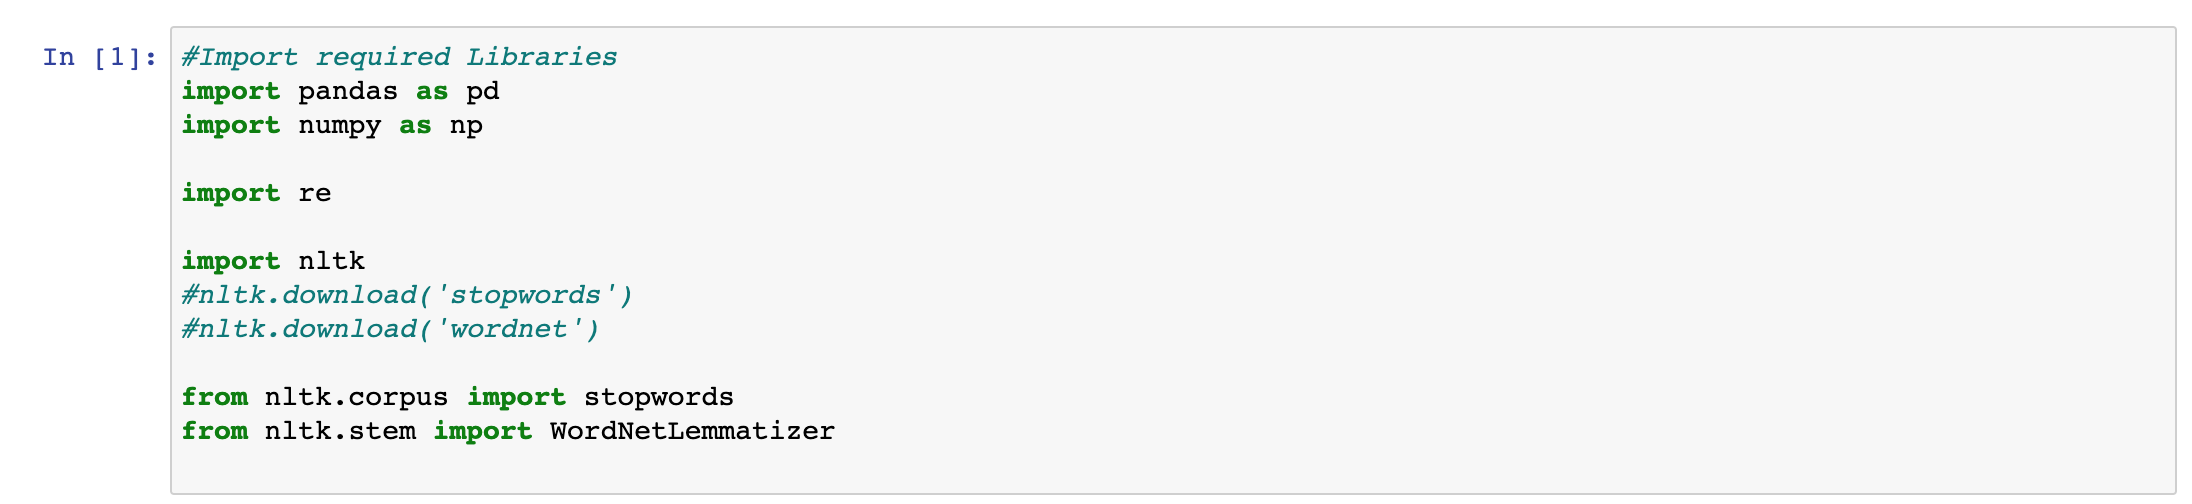 In [1]: #Import required Libraries
import pandas as pd
import numpy as np
import re
import nltk
#nltk.download('stopwords')
#nltk.download('wordnet')
from nltk.corpus import stopwords
from nltk.stem import WordNetLemmatizer